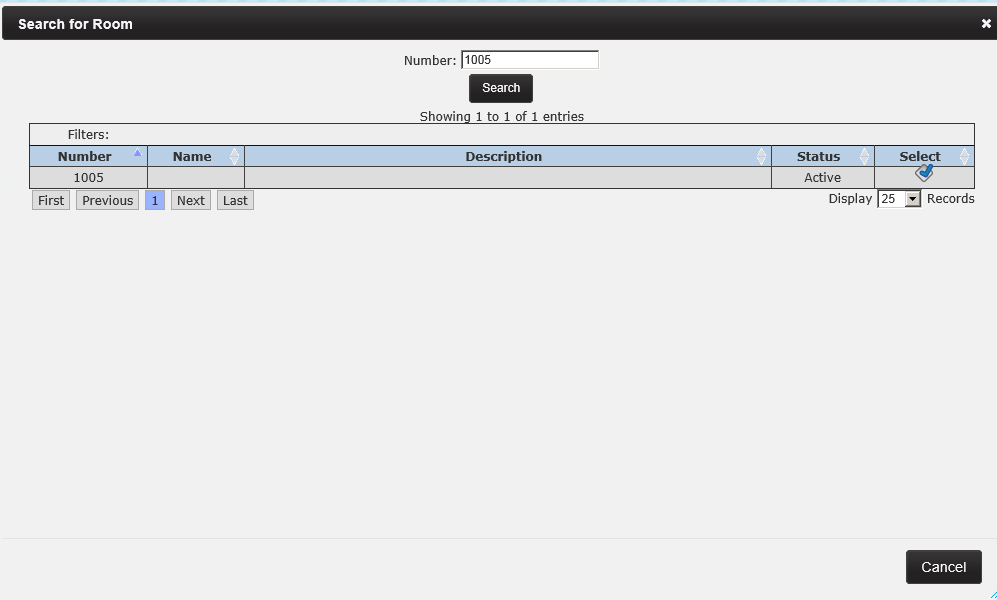 Search for Room
Number: 1005
Search
Showing 1 to 1 of 1 entries
Filters:
Number Name Description Status Select
1005 Active
First Previous 1 Next Last Display 25 Records
Cancel